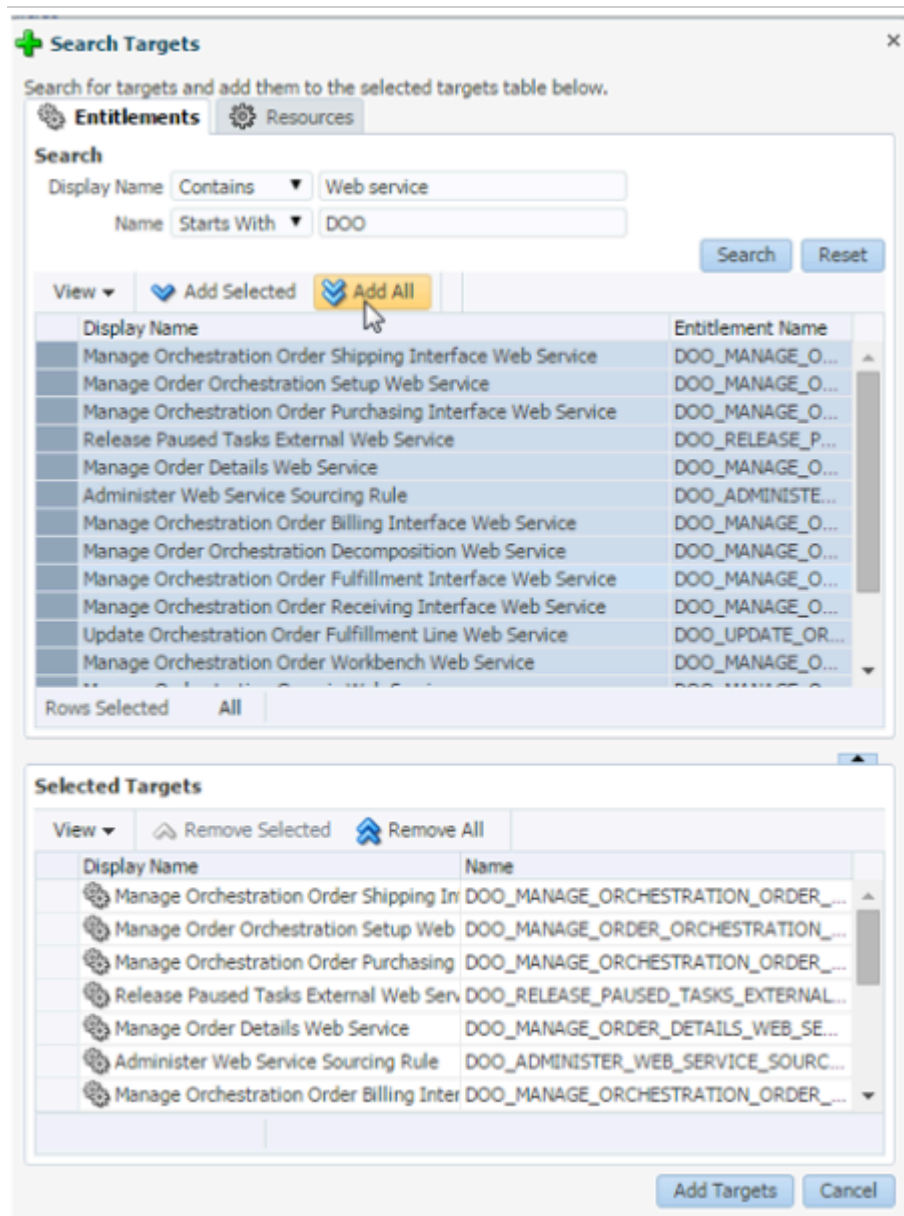 Search Targets
Search for targets and add them to the selected targets table below.
Entitlements Resources
Search
Display Name Contains Web service
Name Starts With DOO
Search Reset
View Add Selected Add All
Display Name Entitlement Name
Manage Orchestration Order Shipping Interface Web Service DOO_MANAGE_O...
Manage Order Orchestration Setup Web Service DOO_MANAGE_O...
Manage Orchestration Order Purchasing Interface Web Service DOO_MANAGE_O...
Release Paused Tasks External Web Service DOO_RELEASE_P...
Manage Order Details Web Service DOO_MANAGE_O...
Administer Web Service Sourcing Rule DOO_ADMINISTE...
Manage Orchestration Order Billing Interface Web Service DOO_MANAGE_O...
Manage Order Orchestration Decomposition Web Service DOO_MANAGE_O...
Manage Orchestration Order Fulfillment Interface Web Service DOO_MANAGE_O...
Manage Orchestration Order Receiving Interface Web Service DOO_MANAGE_O...
Update Orchestration Order Fulfillment Line Web Service DOO_UPDATE_OR...
Manage Orchestration Order Workbench Web Service DOO_MANAGE_O...
Rows Selected All
Selected Targets
View Remove Selected Remove All
Display Name Name
Manage Orchestration Order Shipping In DOO_MANAGE_ORCHESTRATION_ORDER_...
Manage Order Orchestration Setup Web DOO_MANAGE_ORDER_ORCHESTRATION_...
Manage Orchestration Order Purchasing DOO_MANAGE_ORCHESTRATION_ORDER_...
Release Paused Tasks External Web Serv DOO_RELEASE_PAUSED_TASKS_EXTERNAL...
Manage Order Details Web Service DOO_MANAGE_ORDER_DETAILS_WEB_SE...
Administer Web Service Sourcing Rule DOO_ADMINISTER_WEB_SERVICE_SOURC...
Manage Orchestration Order Billing Inter DOO_MANAGE_ORCHESTRATION_ORDER_...
Add Targets Cancel